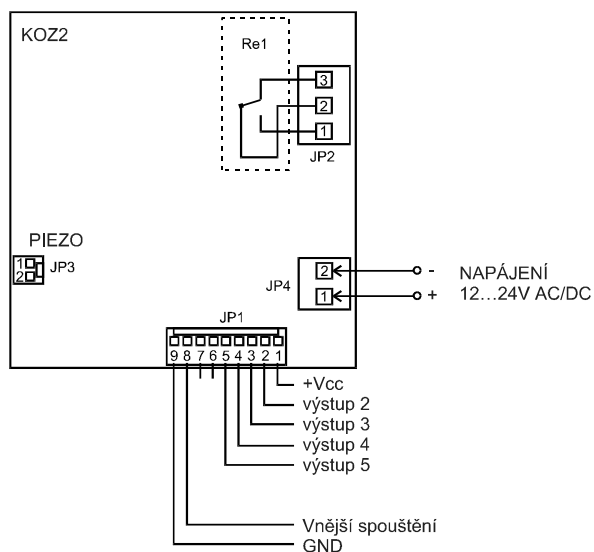 KOZ2
Re1
3
2
1
JP2
PIEZO
1
2
JP3
2
1
JP4
-
+
NAPÁJENÍ
12...24V AC/DC
JP1
9 8 7 6 5 4 3 2 1
+Vcc
výstup 2
výstup 3
výstup 4
výstup 5
Vnější spouštění
GND